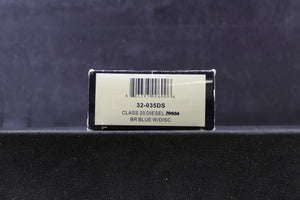 32-035DS
CLASS 20 DIESEL
BR BLUE W/DISC